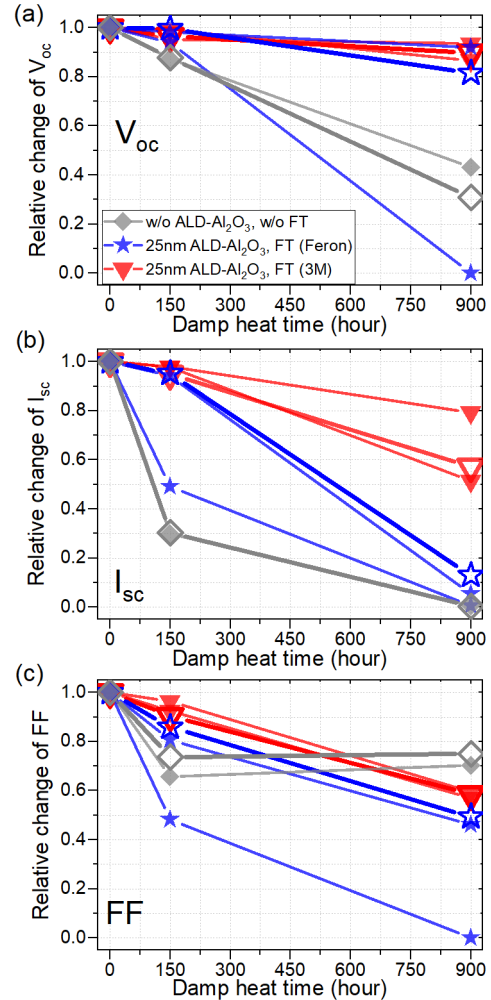 (a)
Relative change of Voc
1.0
0.8
0.6
0.4
0.2
0.0
Voc
w/o ALD-Al2O3, w/o FT
25nm ALD-Al2O3, FT (Feron)
25nm ALD-Al2O3, FT (3M)
0 150 300 450 600 750 900
Damp heat time (hour)
(b)
Relative change of Isc
1.0
0.8
0.6
0.4
0.2
0.0
Isc
0 150 300 450 600 750 900
Damp heat time (hour)
(c)
Relative change of FF
1.0
0.8
0.6
0.4
0.2
0.0
FF
0 150 300 450 600 750 900
Damp heat time (hour)